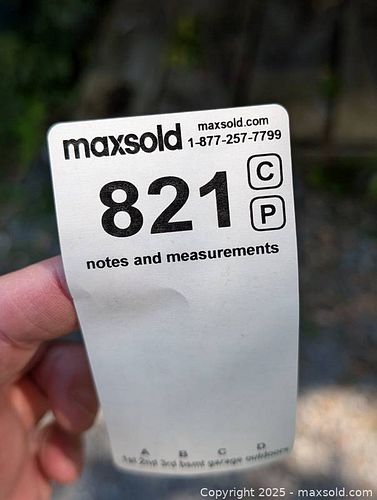 maxsold
maxsold.com
1-877-257-7799
821
C
P
notes and measurements
A B C D
1st 2nd 3rd bsmt garage outdoors
Copyright 2025 - maxsold.com